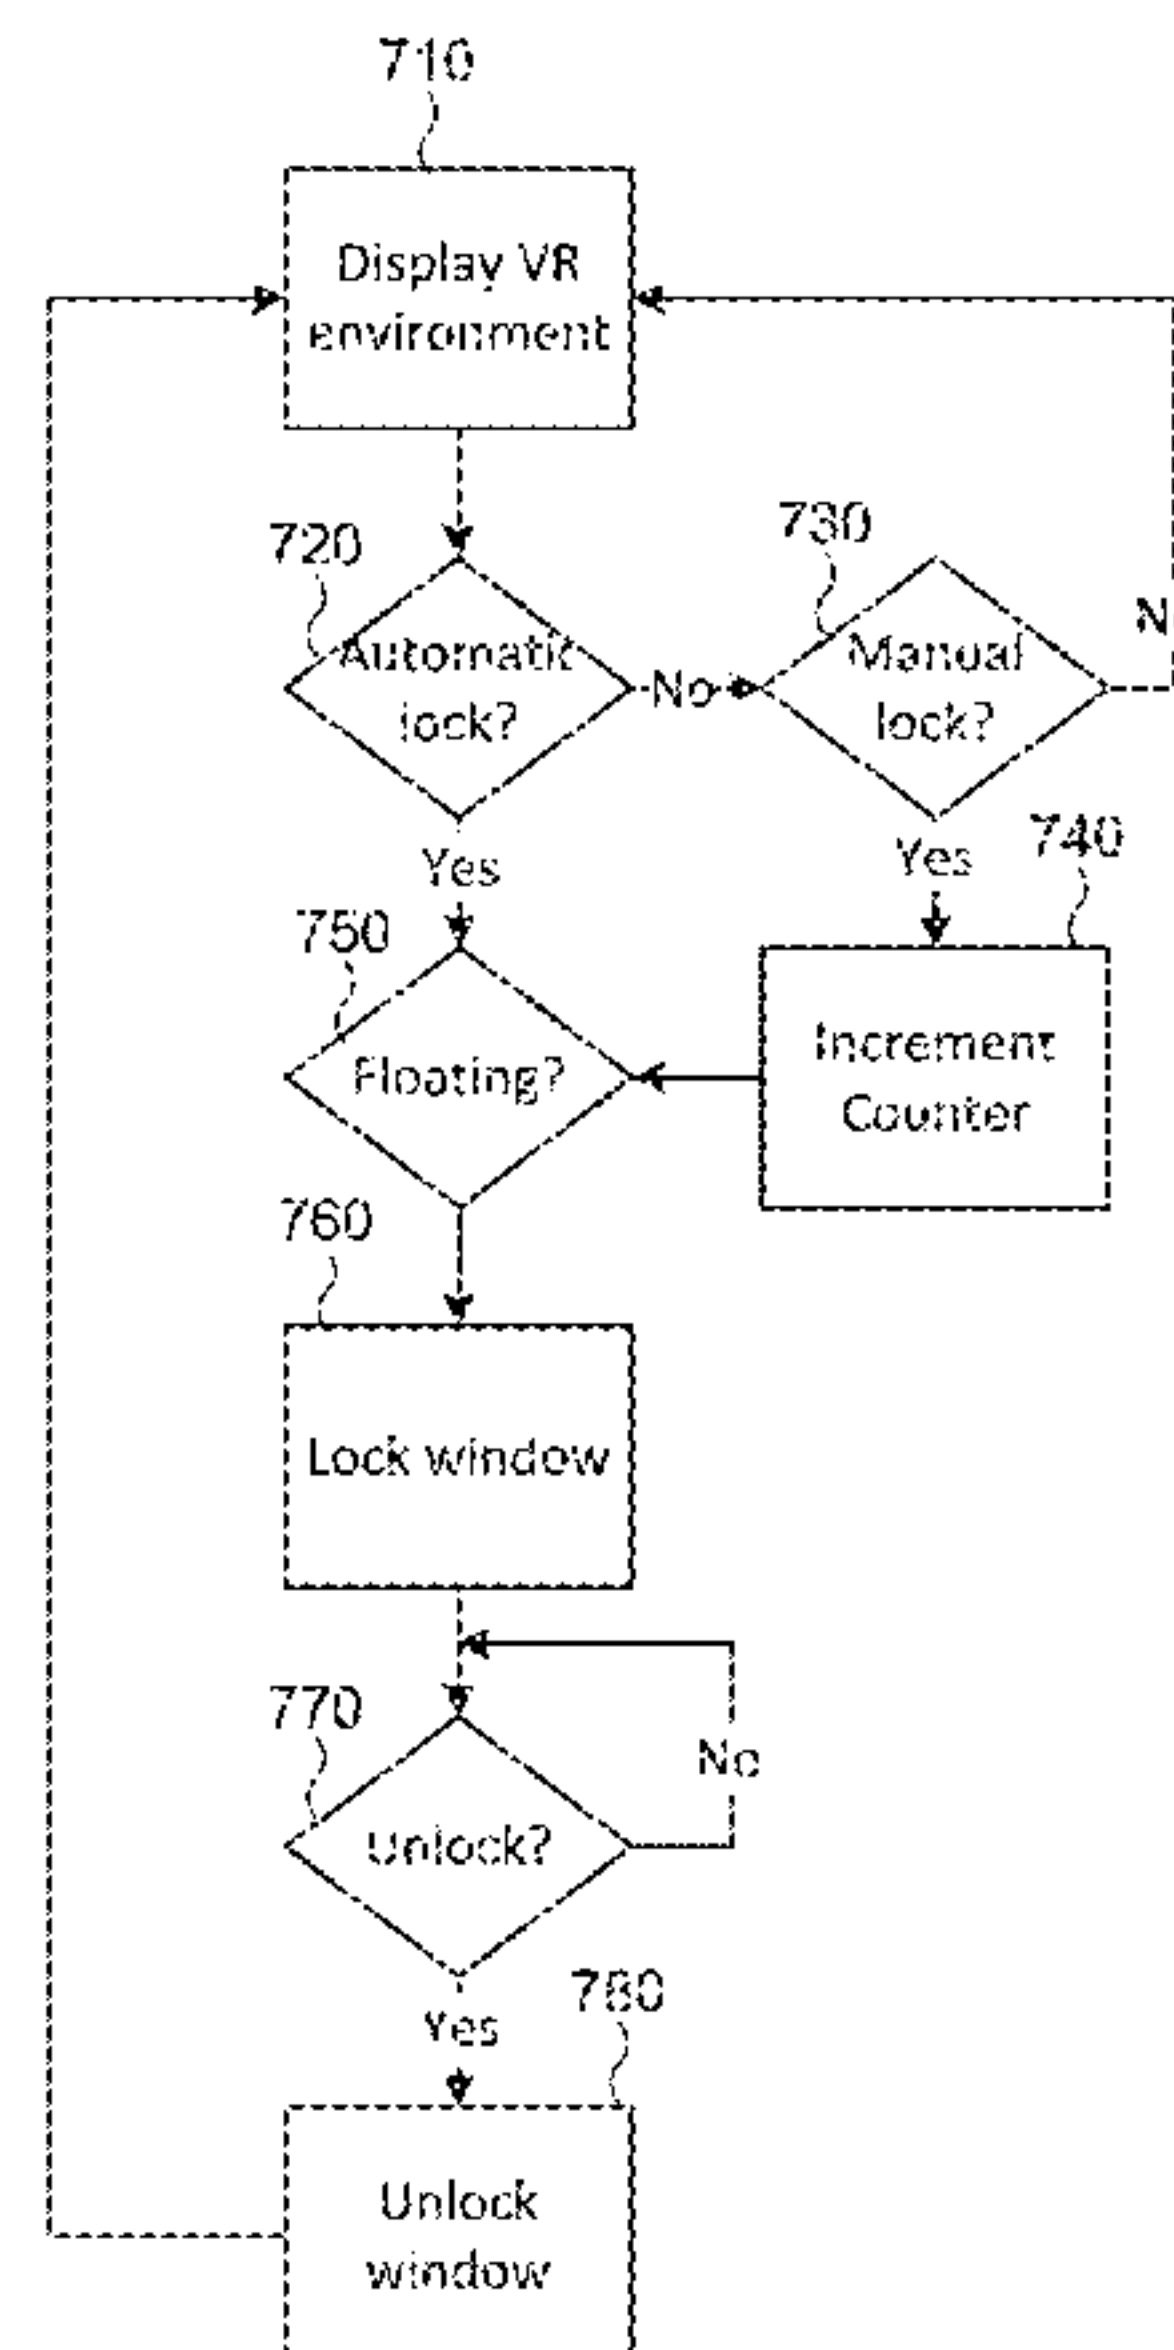 710
Display VR
environment
720
Automatic
lock?
No
730
Manual
lock?
Yes
Yes
740
750
Floating?
Increment
Counter
760
Lock window
770
Unlock?
No
Yes
780
Unlock
window